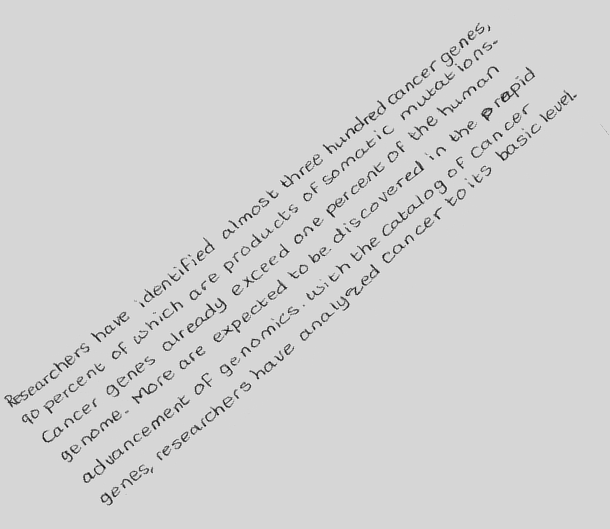 Researchers have identified almost three hundred cancer genes,
90 percent of which are products of somatic mutations.
Cancer genes already exceed one percent of the human
genome. More are expected to be discovered in the rapid
advancement of genomics. With the catalog of cancer
genes, researchers have analyzed cancer to its basic level.